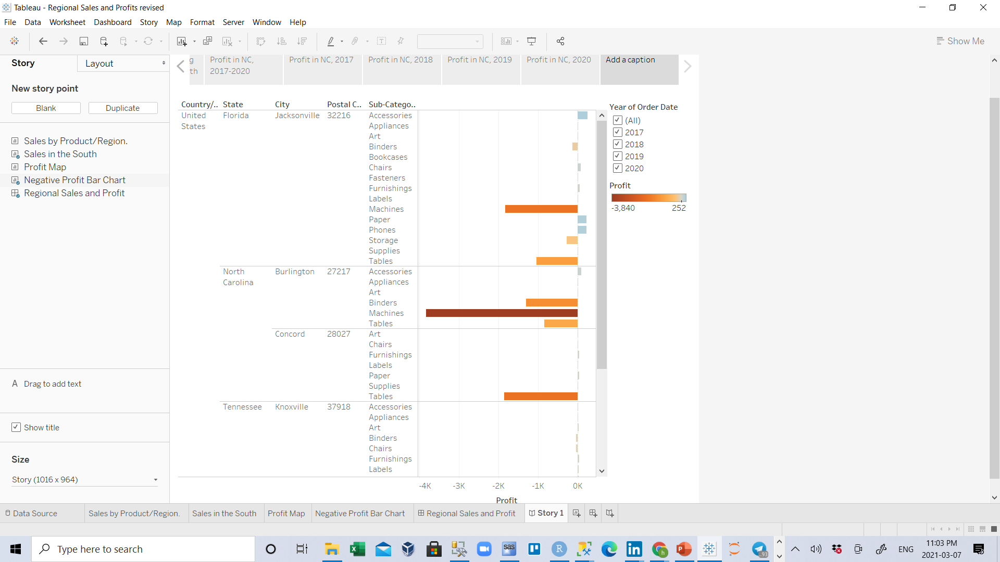 Tableau - Regional Sales and Profits revised
File Data Worksheet Dashboard Story Map Format Server Window Help
Show Me
Story Layout
New story point
Blank Duplicate
Sales by Product/Region.
Sales in the South
Profit Map
Negative Profit Bar Chart
Regional Sales and Profit
A Drag to add text
Show title
Size
Story (1016 x 964)
g
th
Profit in NC,
2017-2020
Profit in NC, 2017
Profit in NC, 2018
Profit in NC, 2019
Profit in NC, 2020
Add a caption
Country/.. State City Postal C.. Sub-Catego..
United States Florida Jacksonville 32216 Accessories
Appliances
Art
Binders
Bookcases
Chairs
Fasteners
Furnishings
Labels
Machines
Paper
Phones
Storage
Supplies
Tables
North Carolina Burlington 27217 Accessories
Appliances
Art
Binders
Machines
Tables
Concord 28027 Art
Chairs
Furnishings
Labels
Paper
Supplies
Tables
Tennessee Knoxville 37918 Accessories
Appliances
Art
Binders
Chairs
Furnishings
Labels
-4K -3K -2K -1K 0K
Profit
Year of Order Date
(All)
2017
2018
2019
2020
Profit
-3,840 252
Data Source Sales by Product/Region. Sales in the South Profit Map Negative Profit Bar Chart Regional Sales and Profit Story 1
Type here to search
sas
R
in
h
P
93
ENG
11:03 PM
2021-03-07